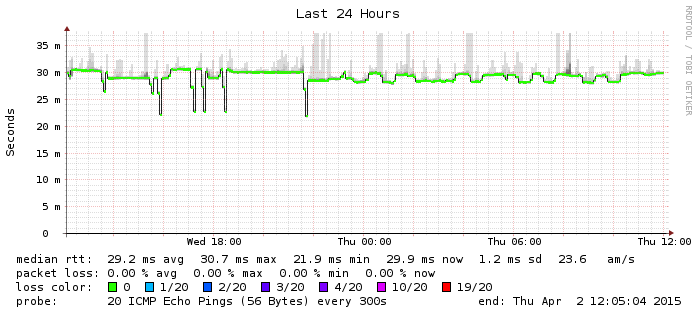 Last 24 Hours
RRDTOOL / TOBI OETIKER
Seconds
35 m
30 m
25 m
20 m
15 m
10 m
5 m
0
Wed 18:00 Thu 00:00 Thu 06:00 Thu 12:00
median rtt: 29.2 ms avg 30.7 ms max 21.9 ms min 29.9 ms now 1.2 ms sd 23.6 am/s
packet loss: 0.00 % avg 0.00 % max 0.00 % min 0.00 % now
loss color: 0 1/20 2/20 3/20 4/20 10/20 19/20
probe: 20 ICMP Echo Pings (56 Bytes) every 300s end: Thu Apr 2 12:05:04 2015